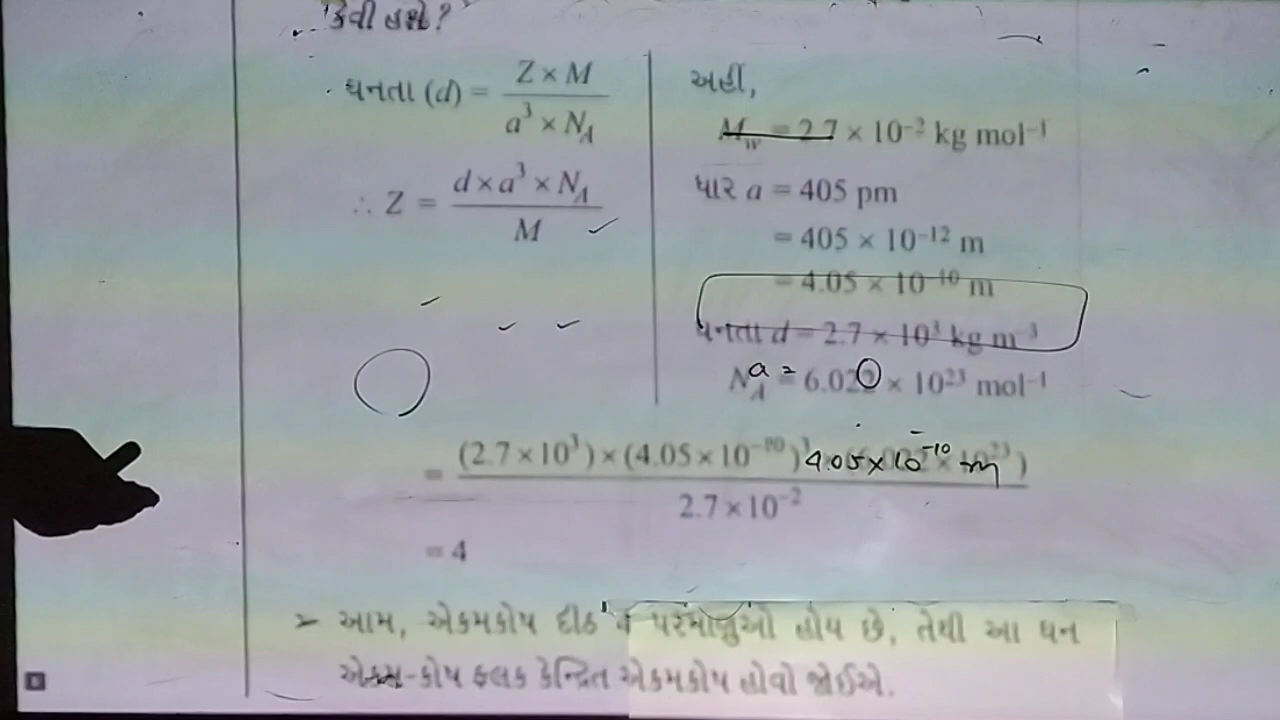 કેવી હશે?
ઘનતા (d) = Z × M / a³ × N_A
∴ Z = d × a³ × N_A / M
અહીં,
M_w = 2.7 × 10⁻² kg mol⁻¹
ધાર a = 405 pm
= 405 × 10⁻¹² m
= 4.05 × 10⁻¹⁰ m
ઘનતા d = 2.7 × 10³ kg m⁻³
N_A = 6.022 × 10²³ mol⁻¹
a =
= (2.7 × 10³) × (4.05 × 10⁻¹⁰)³ 10²³) / 2.7 × 10⁻²
4.05 × 10⁻¹⁰ m
= 4
➢ આમ, એકમકોષ દીઠ પરમાણુઓ હોય છે, તેથી આ ઘન
એકમ-કોષ ફલક કેન્દ્રિત એકમકોષ હોવો જોઈએ.